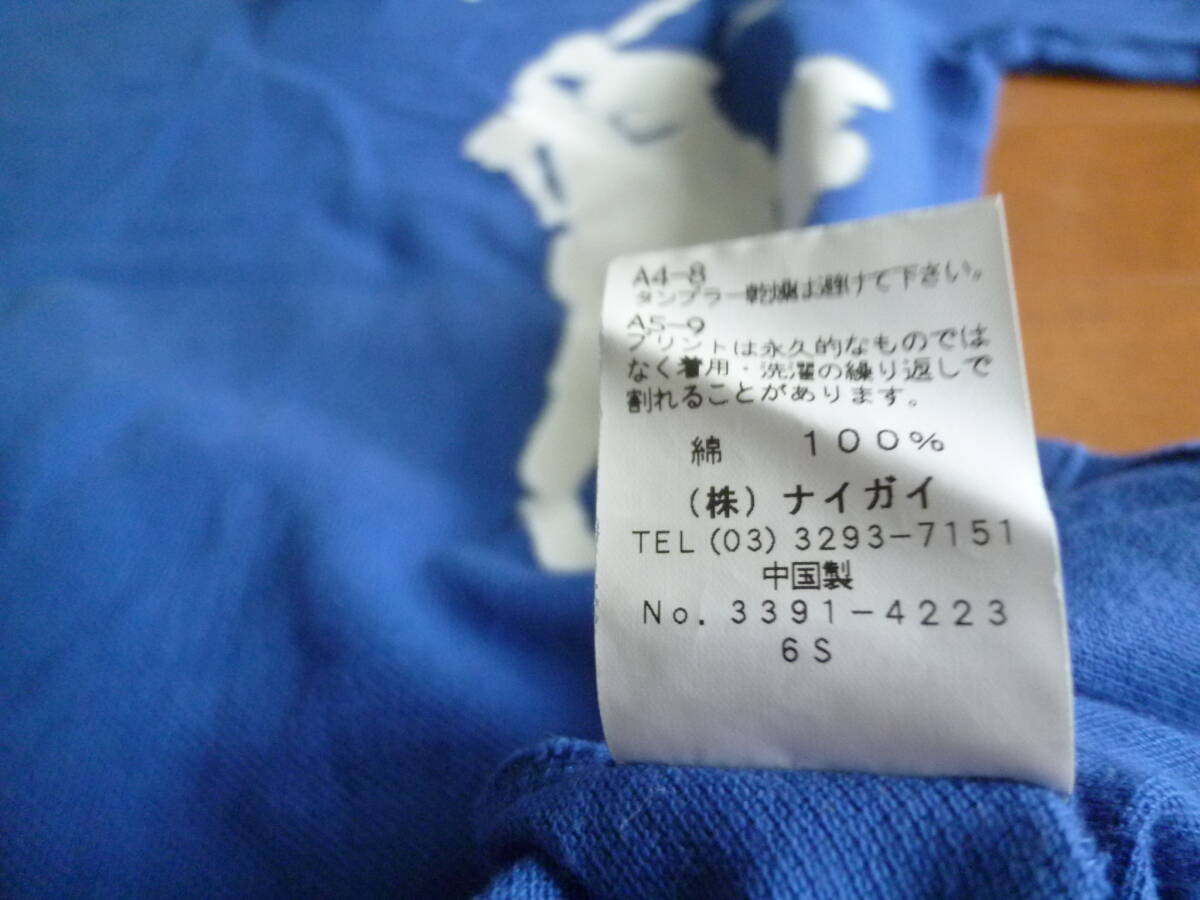 A4-8
タンブラー乾燥は避けて下さい。
A5-9
プリントは永久的なものでは
なく着用・洗濯の繰り返しで
割れることがあります。
綿 100%
(株)ナイガイ
TEL(03)3293-7151
中国製
No.3391-4223
6S